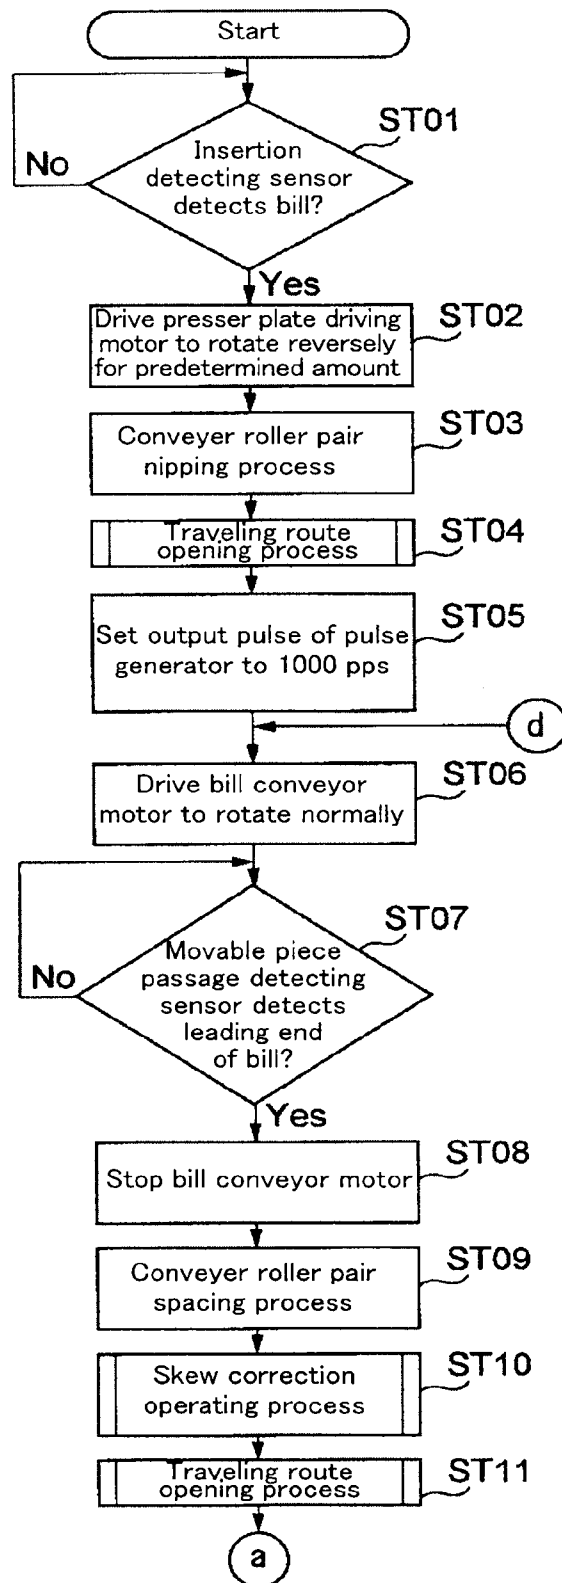 Start
ST01
No
Insertion
detecting sensor
detects bill?
Yes
ST02
Drive presser plate driving
motor to rotate reversely
for predetermined amount
ST03
Conveyer roller pair
nipping process
ST04
Traveling route
opening process
ST05
Set output pulse of pulse
generator to 1000 pps
d
ST06
Drive bill conveyor
motor to rotate normally
ST07
No
Movable piece
passage detecting
sensor detects
leading end
of bill?
Yes
ST08
Stop bill conveyor motor
ST09
Conveyer roller pair
spacing process
ST10
Skew correction
operating process
ST11
Traveling route
opening process
a